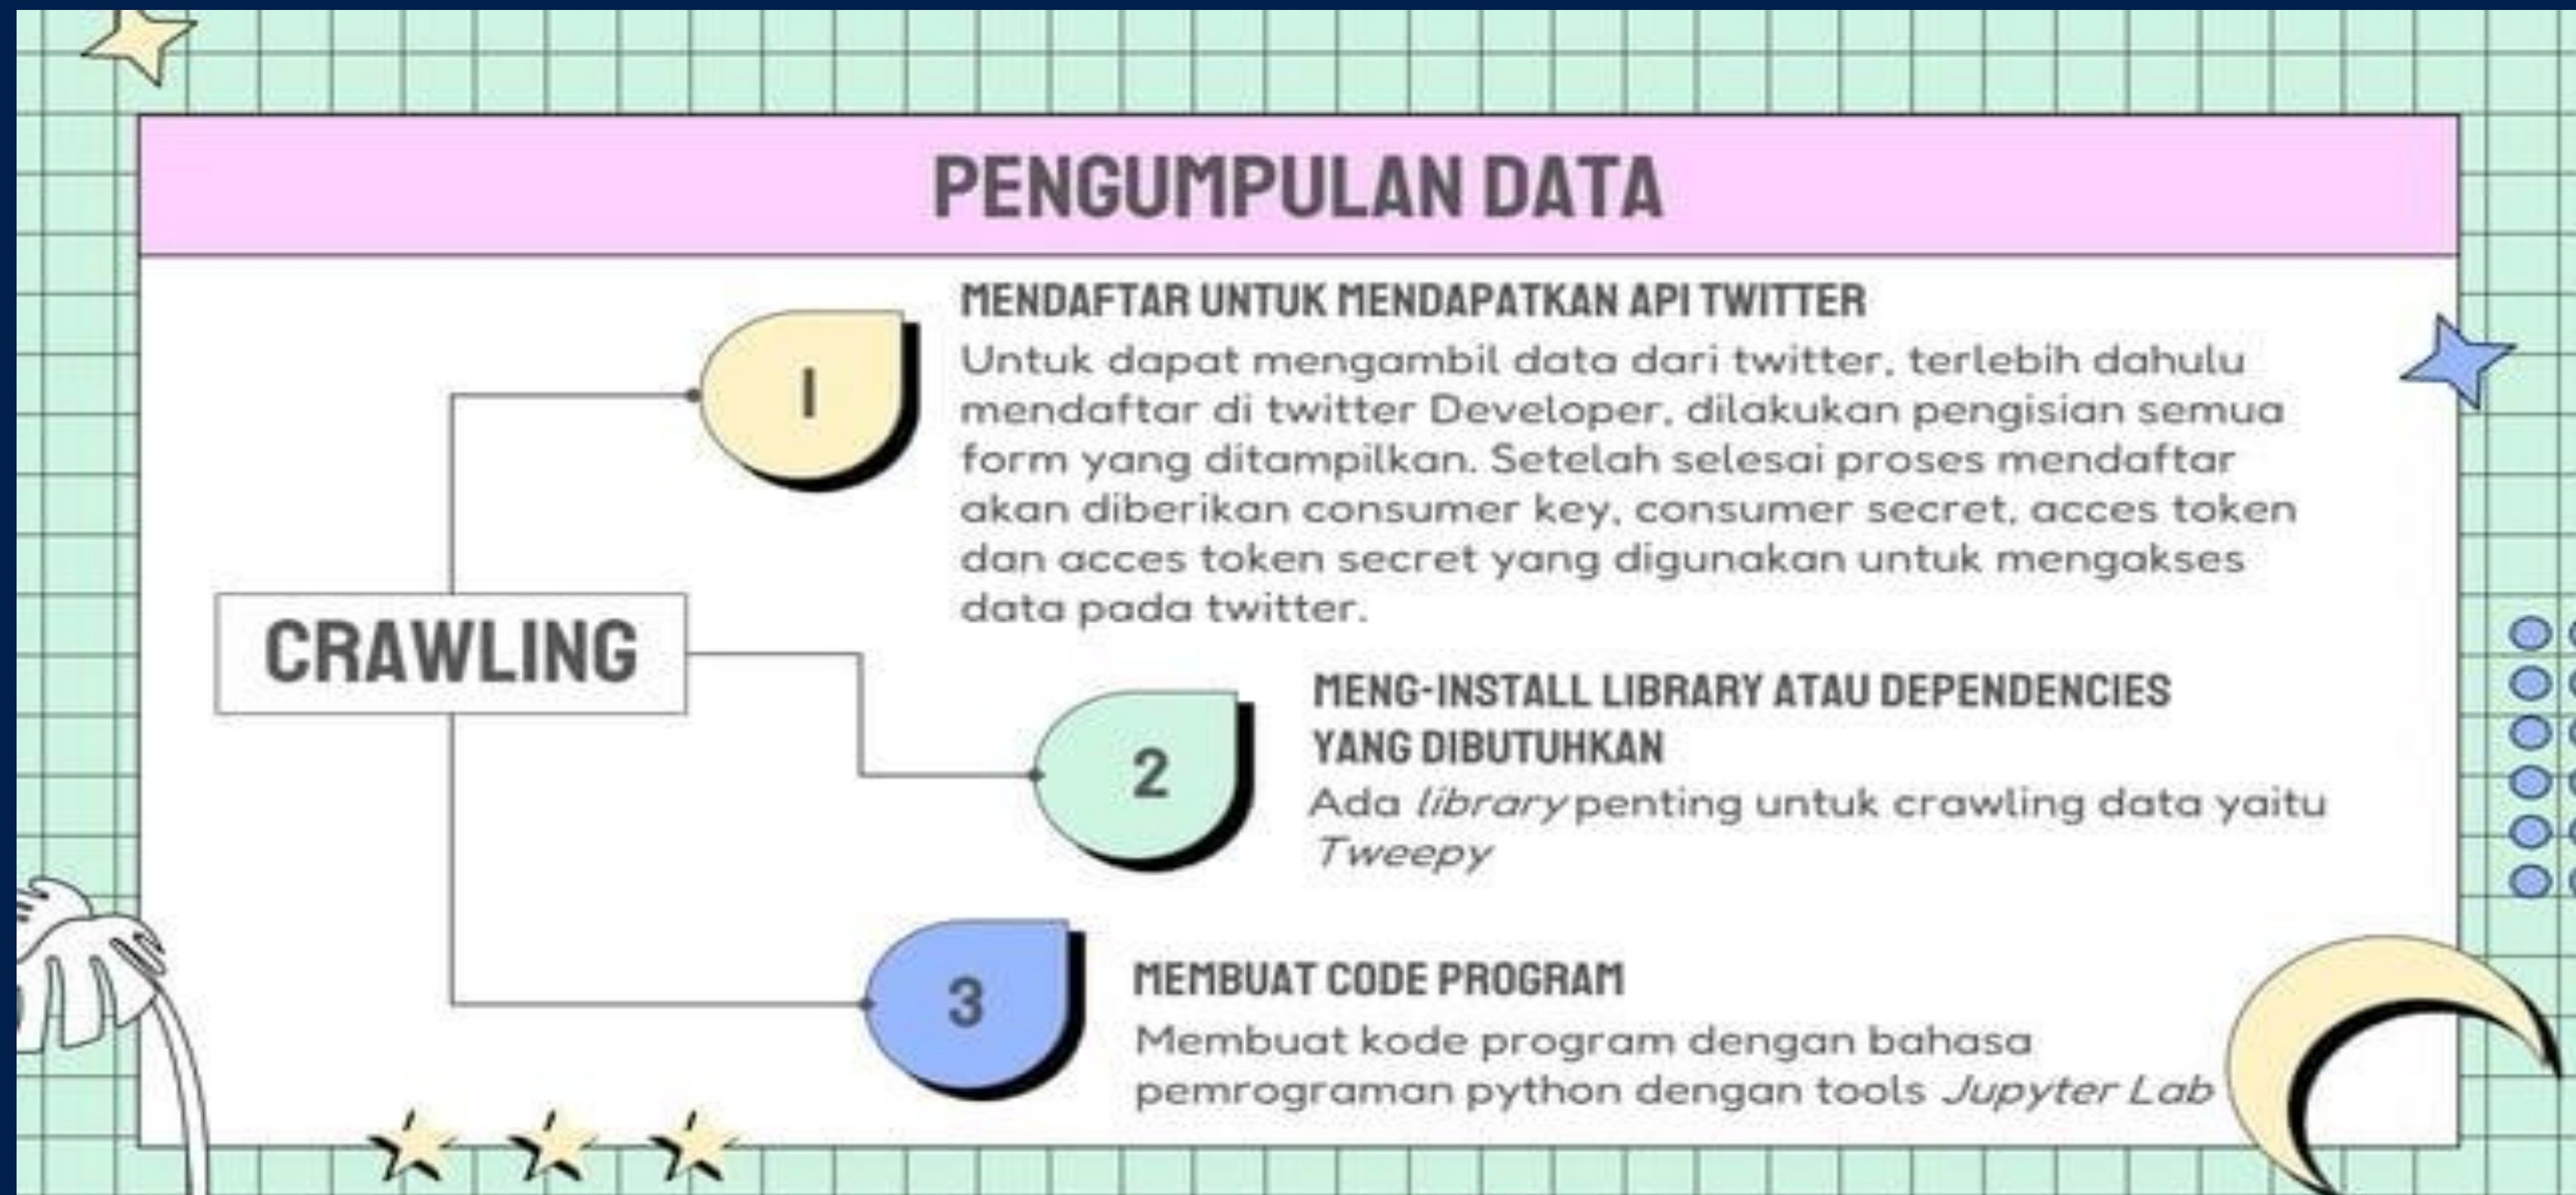 PENGUMPULAN DATA
MENDAFTAR UNTUK MENDAPATKAN API TWITTER
1
Untuk dapat mengambil data dari twitter, terlebih dahulu
mendaftar di twitter Developer, dilakukan pengisian semua
form yang ditampilkan. Setelah selesai proses mendaftar
akan diberikan consumer key, consumer secret, acces token
dan acces token secret yang digunakan untuk mengakses
data pada twitter.
CRAWLING
2
MENG-INSTALL LIBRARY ATAU DEPENDENCIES
YANG DIBUTUHKAN
Ada library penting untuk crawling data yaitu
Tweepy
3
MEMBUAT CODE PROGRAM
Membuat kode program dengan bahasa
pemrograman python dengan tools Jupyter Lab